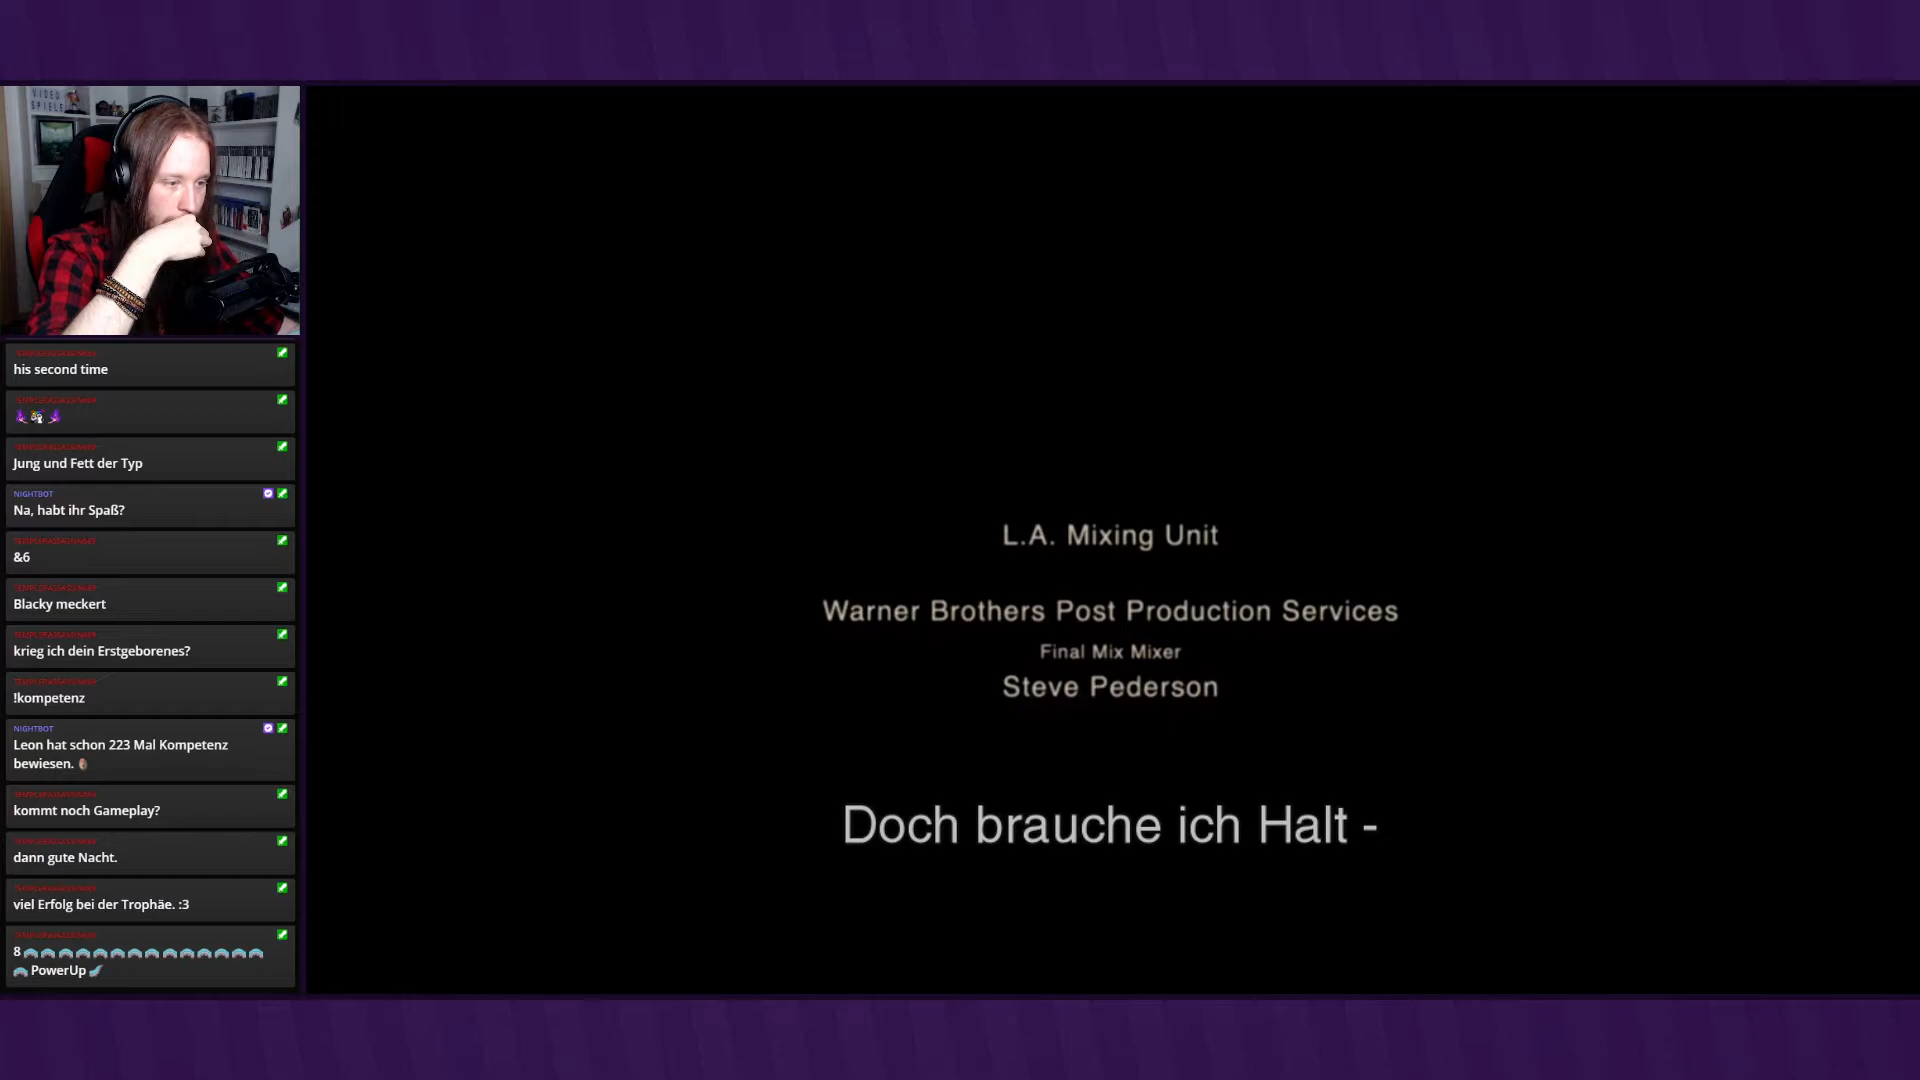 VIDEO
SPIELE
his second time
Jung und Fett der Typ
NIGHTBOT
Na, habt ihr Spaß?
&6
Blacky meckert
krieg ich dein Erstgeborenes?
!kompetenz
NIGHTBOT
Leon hat schon 223 Mal Kompetenz
bewiesen.
kommt noch Gameplay?
dann gute Nacht.
viel Erfolg bei der Trophäe. :3
8
PowerUp
L.A. Mixing Unit
Warner Brothers Post Production Services
Final Mix Mixer
Steve Pederson
Doch brauche ich Halt -